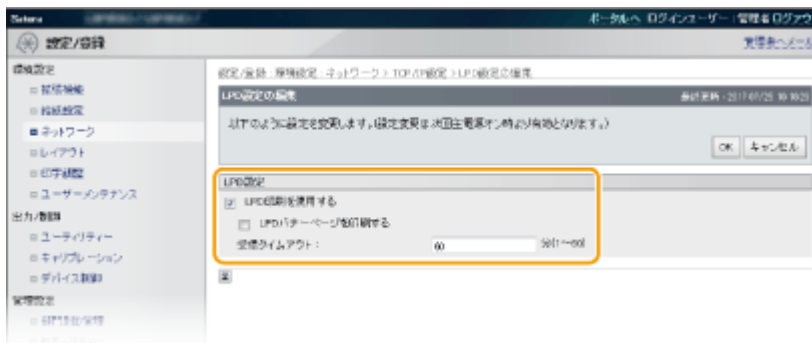 Satera
ポータルへ ログインユーザー: 管理者 ログアウ
設定/登録
管理者へメール
環境設定
設定/登録 : 環境設定 : ネットワーク > TCP/IP設定 > LPD設定の編集
拡張機能
LPD設定の編集
最終更新 : 2017 07/25 16:16:20
給紙設定
ネットワーク
以下のように設定を変更します。(設定変更は次回主電源オン時より有効となります。)
レイアウト
OK キャンセル
印字調整
ユーザーメンテナンス
LPD設定
LPD印刷を使用する
出力/制御
LPDバナーページを印刷する
ユーティリティー
受信タイムアウト :
60
分(1~60)
キャリブレーション
デバイス制御
管理設定
部門別ID管理